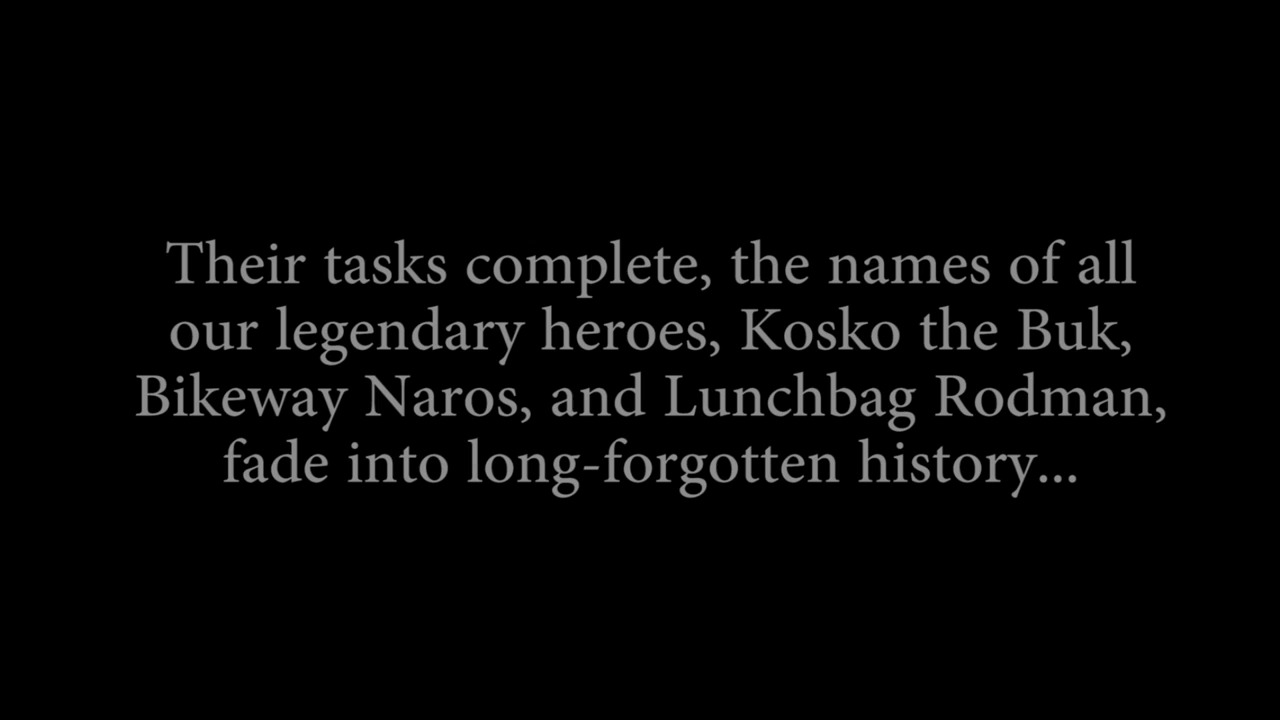 Their tasks complete, the names of all
our legendary heroes, Kosko the Buk,
Bikeway Naros, and Lunchbag Rodman,
fade into long-forgotten history...